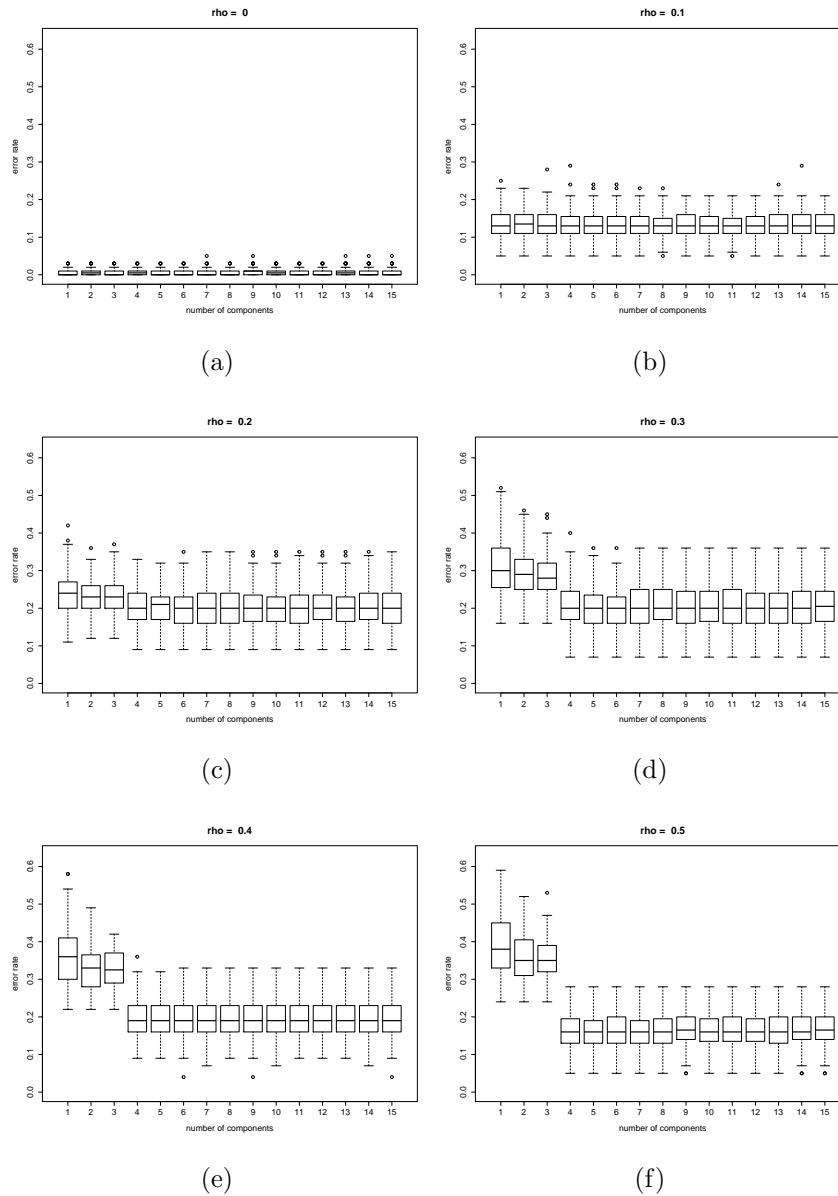 rho = 0
error rate
0.0 0.1 0.2 0.3 0.4 0.5 0.6
1 2 3 4 5 6 7 8 9 10 11 12 13 14 15
number of components
(a)
rho = 0.1
error rate
0.0 0.1 0.2 0.3 0.4 0.5 0.6
1 2 3 4 5 6 7 8 9 10 11 12 13 14 15
number of components
(b)
rho = 0.2
error rate
0.0 0.1 0.2 0.3 0.4 0.5 0.6
1 2 3 4 5 6 7 8 9 10 11 12 13 14 15
number of components
(c)
rho = 0.3
error rate
0.0 0.1 0.2 0.3 0.4 0.5 0.6
1 2 3 4 5 6 7 8 9 10 11 12 13 14 15
number of components
(d)
rho = 0.4
error rate
0.0 0.1 0.2 0.3 0.4 0.5 0.6
1 2 3 4 5 6 7 8 9 10 11 12 13 14 15
number of components
(e)
rho = 0.5
error rate
0.0 0.1 0.2 0.3 0.4 0.5 0.6
1 2 3 4 5 6 7 8 9 10 11 12 13 14 15
number of components
(f)